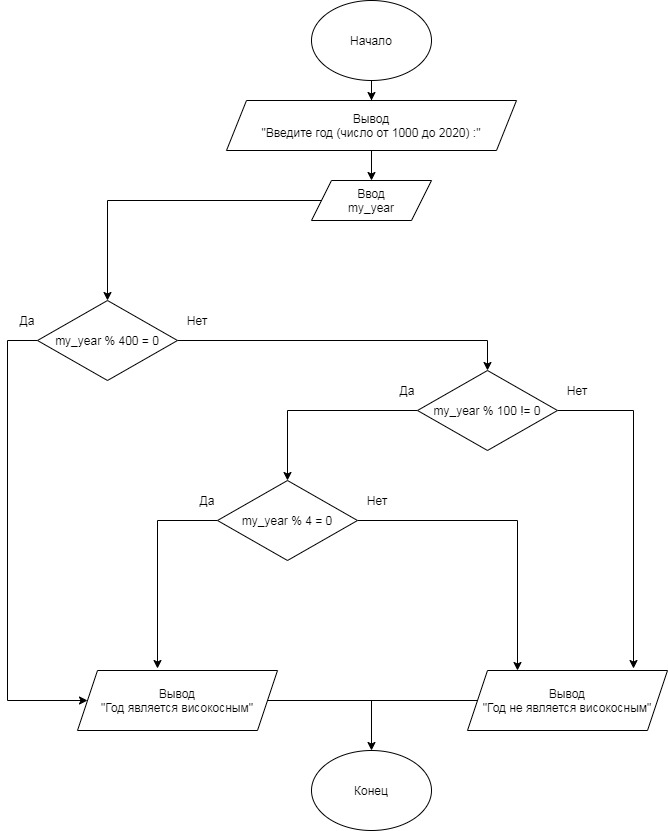 Начало
Вывод
"Введите год (число от 1000 до 2020) :"
Ввод
my_year
Да
Нет
my_year % 400 = 0
Да
Нет
my_year % 100 != 0
Да
Нет
my_year % 4 = 0
Вывод
"Год является високосным"
Вывод
"Год не является високосным"
Конец